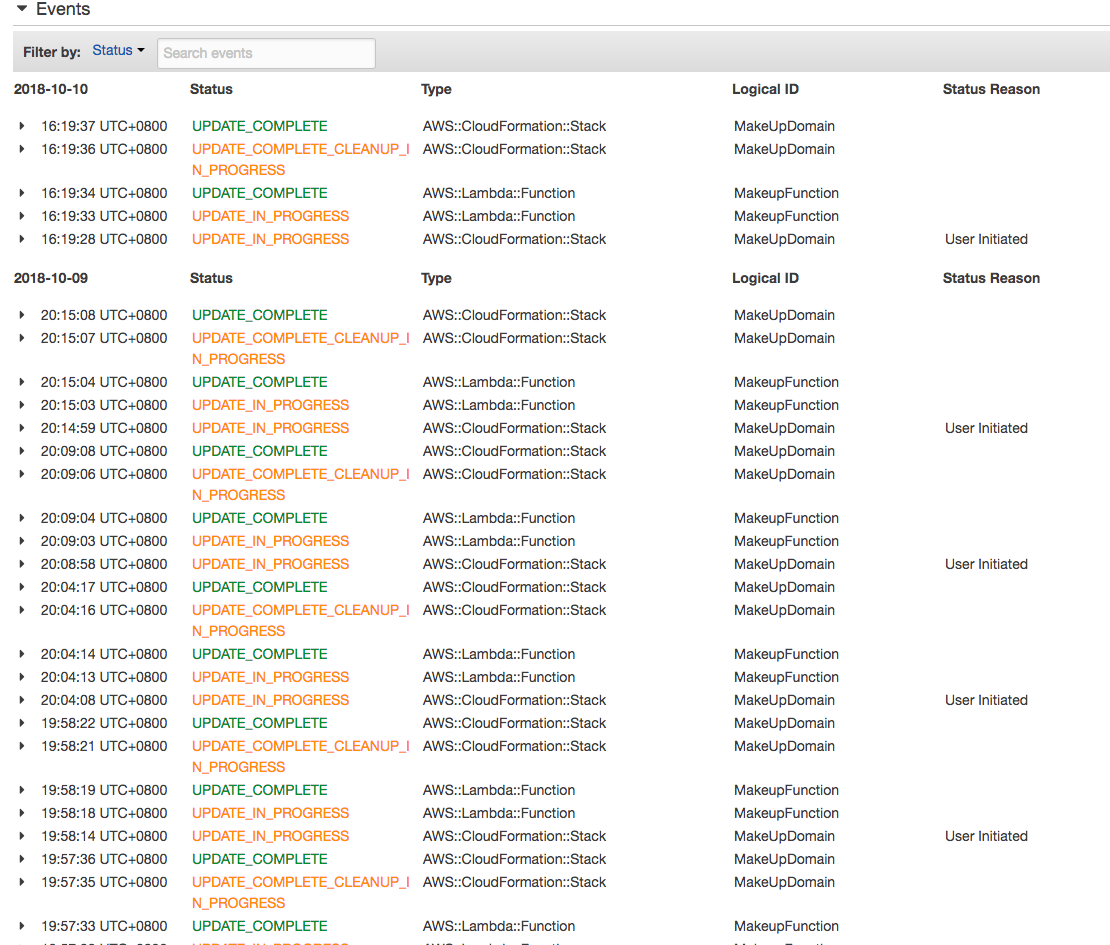 Events
Filter by: Status Search events
2018-10-10 Status Type Logical ID Status Reason
16:19:37 UTC+0800 UPDATE_COMPLETE AWS::CloudFormation::Stack MakeUpDomain
16:19:36 UTC+0800 UPDATE_COMPLETE_CLEANUP_I AWS::CloudFormation::Stack MakeUpDomain
N_PROGRESS
16:19:34 UTC+0800 UPDATE_COMPLETE AWS::Lambda::Function MakeupFunction
16:19:33 UTC+0800 UPDATE_IN_PROGRESS AWS::Lambda::Function MakeupFunction
16:19:28 UTC+0800 UPDATE_IN_PROGRESS AWS::CloudFormation::Stack MakeUpDomain User Initiated
2018-10-09 Status Type Logical ID Status Reason
20:15:08 UTC+0800 UPDATE_COMPLETE AWS::CloudFormation::Stack MakeUpDomain
20:15:07 UTC+0800 UPDATE_COMPLETE_CLEANUP_I AWS::CloudFormation::Stack MakeUpDomain
N_PROGRESS
20:15:04 UTC+0800 UPDATE_COMPLETE AWS::Lambda::Function MakeupFunction
20:15:03 UTC+0800 UPDATE_IN_PROGRESS AWS::Lambda::Function MakeupFunction
20:14:59 UTC+0800 UPDATE_IN_PROGRESS AWS::CloudFormation::Stack MakeUpDomain User Initiated
20:09:08 UTC+0800 UPDATE_COMPLETE AWS::CloudFormation::Stack MakeUpDomain
20:09:06 UTC+0800 UPDATE_COMPLETE_CLEANUP_I AWS::CloudFormation::Stack MakeUpDomain
N_PROGRESS
20:09:04 UTC+0800 UPDATE_COMPLETE AWS::Lambda::Function MakeupFunction
20:09:03 UTC+0800 UPDATE_IN_PROGRESS AWS::Lambda::Function MakeupFunction
20:08:58 UTC+0800 UPDATE_IN_PROGRESS AWS::CloudFormation::Stack MakeUpDomain User Initiated
20:04:17 UTC+0800 UPDATE_COMPLETE AWS::CloudFormation::Stack MakeUpDomain
20:04:16 UTC+0800 UPDATE_COMPLETE_CLEANUP_I AWS::CloudFormation::Stack MakeUpDomain
N_PROGRESS
20:04:14 UTC+0800 UPDATE_COMPLETE AWS::Lambda::Function MakeupFunction
20:04:13 UTC+0800 UPDATE_IN_PROGRESS AWS::Lambda::Function MakeupFunction
20:04:08 UTC+0800 UPDATE_IN_PROGRESS AWS::CloudFormation::Stack MakeUpDomain User Initiated
19:58:22 UTC+0800 UPDATE_COMPLETE AWS::CloudFormation::Stack MakeUpDomain
19:58:21 UTC+0800 UPDATE_COMPLETE_CLEANUP_I AWS::CloudFormation::Stack MakeUpDomain
N_PROGRESS
19:58:19 UTC+0800 UPDATE_COMPLETE AWS::Lambda::Function MakeupFunction
19:58:18 UTC+0800 UPDATE_IN_PROGRESS AWS::Lambda::Function MakeupFunction
19:58:14 UTC+0800 UPDATE_IN_PROGRESS AWS::CloudFormation::Stack MakeUpDomain User Initiated
19:57:36 UTC+0800 UPDATE_COMPLETE AWS::CloudFormation::Stack MakeUpDomain
19:57:35 UTC+0800 UPDATE_COMPLETE_CLEANUP_I AWS::CloudFormation::Stack MakeUpDomain
N_PROGRESS
19:57:33 UTC+0800 UPDATE_COMPLETE AWS::Lambda::Function MakeupFunction